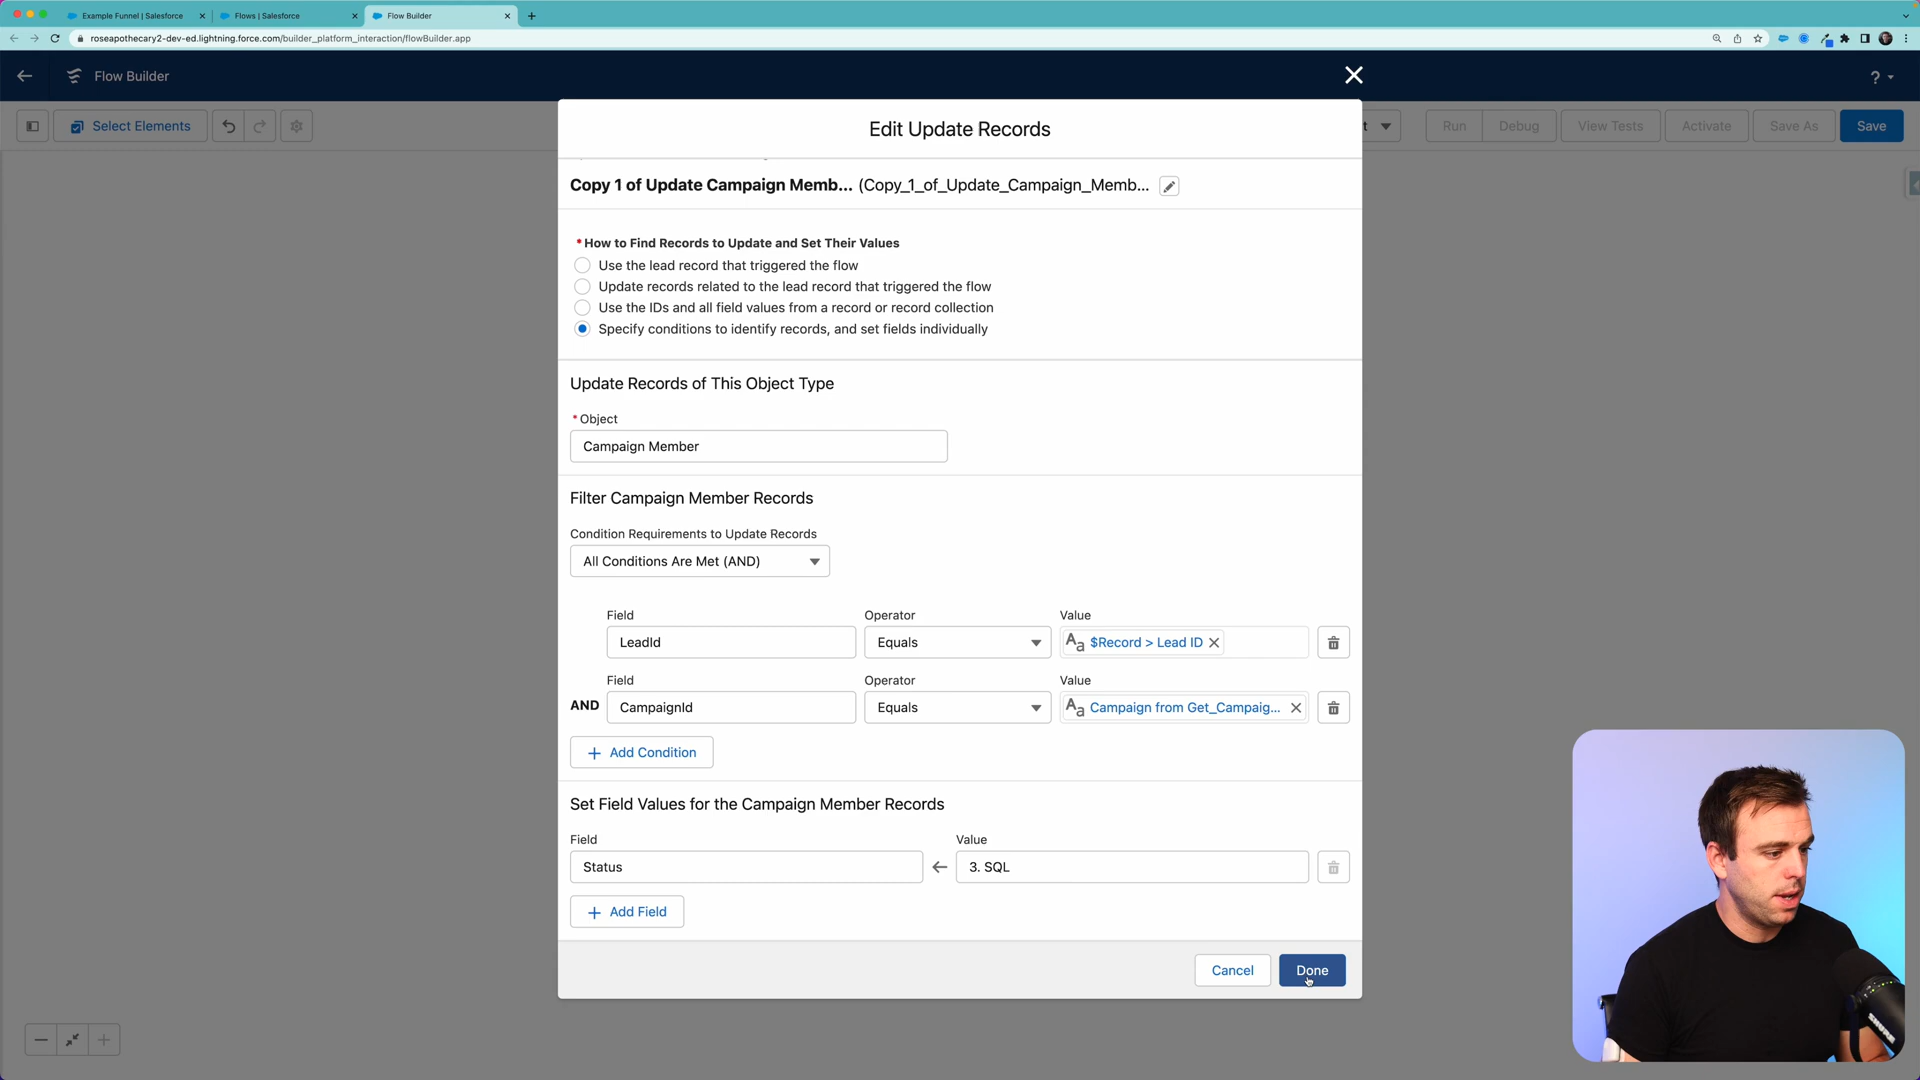 Example Funnel | Salesforce
Flows | Salesforce
Flow Builder
roseapothecary2-dev-ed.lightning.force.com/builder_platform_interaction/flowBuilder.app
Flow Builder
?
Select Elements
t
Run
Debug
View Tests
Activate
Save As
Save
Edit Update Records
Copy 1 of Update Campaign Memb... (Copy_1_of_Update_Campaign_Memb...
* How to Find Records to Update and Set Their Values
Use the lead record that triggered the flow
Update records related to the lead record that triggered the flow
Use the IDs and all field values from a record or record collection
Specify conditions to identify records, and set fields individually
Update Records of This Object Type
* Object
Campaign Member
Filter Campaign Member Records
Condition Requirements to Update Records
All Conditions Are Met (AND)
Field Operator Value
LeadId Equals Aa $Record > Lead ID
Field Operator Value
AND CampaignId Equals Aa Campaign from Get_Campaig...
+ Add Condition
Set Field Values for the Campaign Member Records
Field Value
Status 3. SQL
+ Add Field
Cancel Done